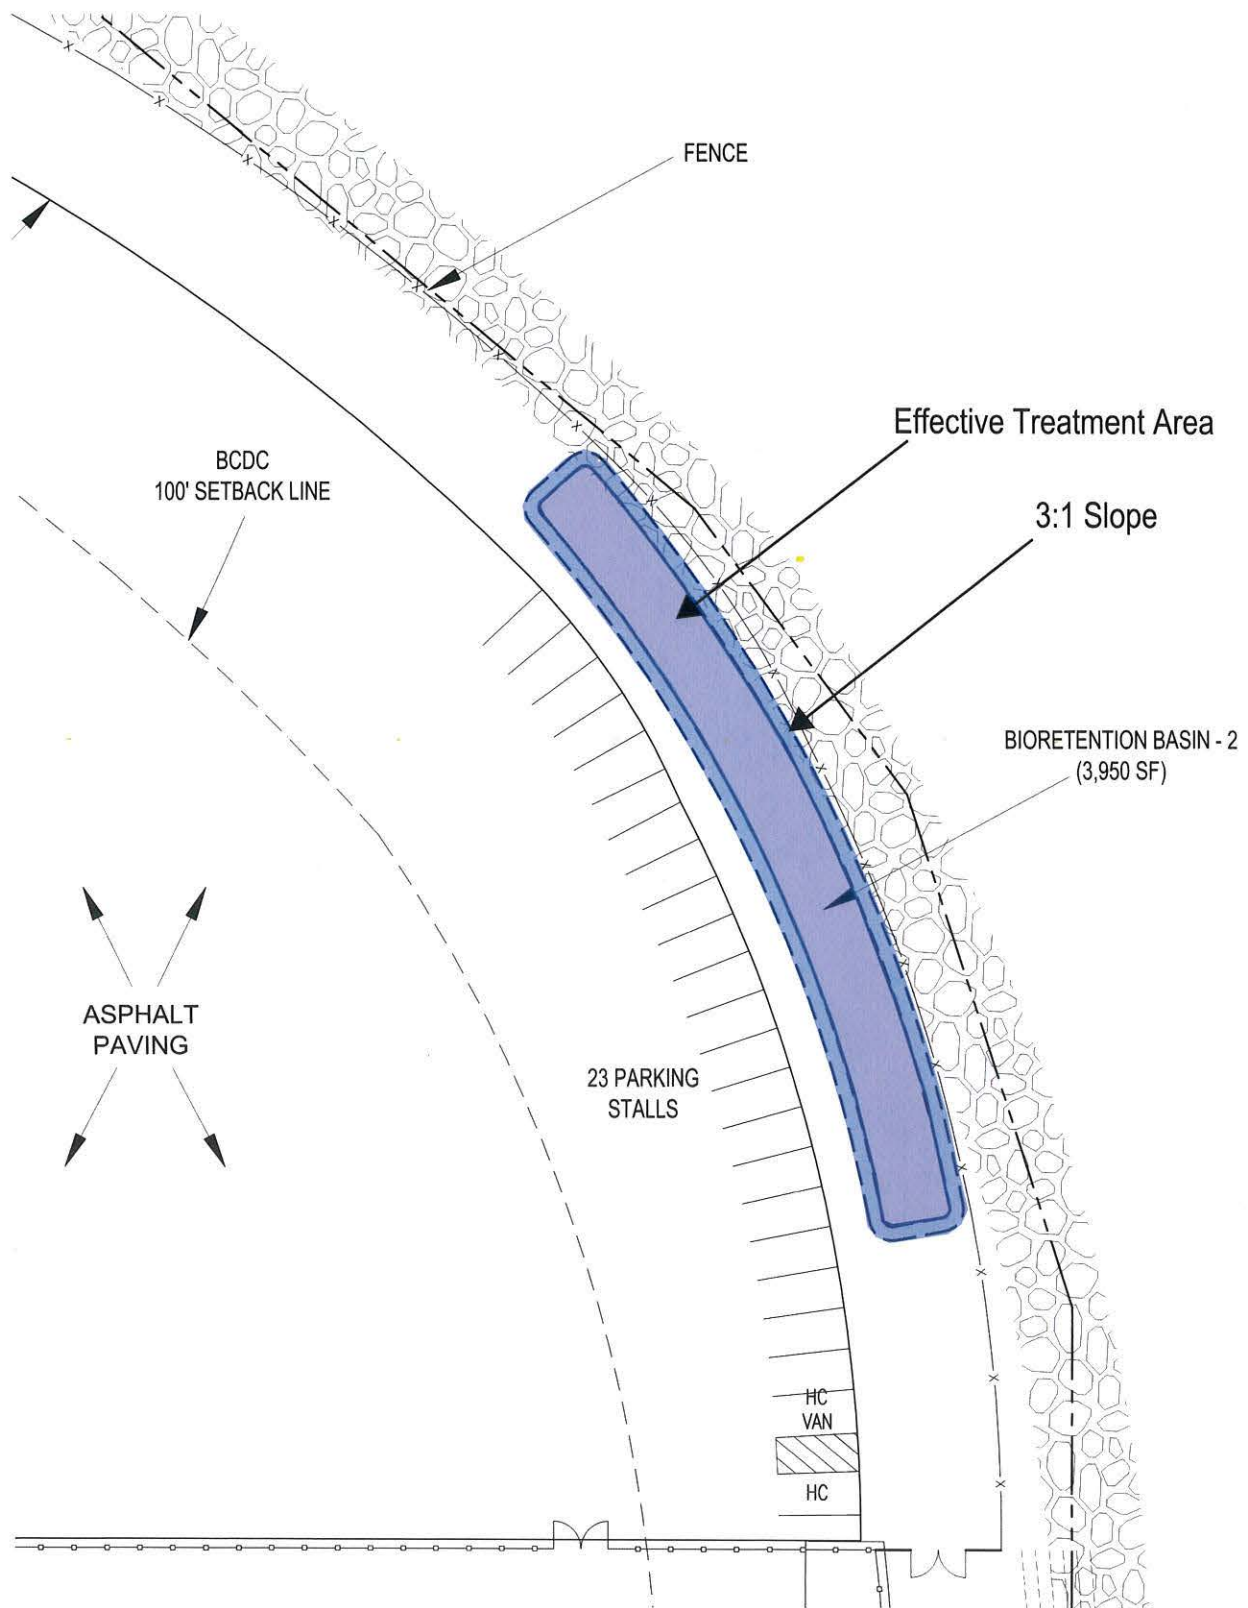 FENCE
Effective Treatment Area
BCDC
100' SETBACK LINE
3:1 Slope
BIORETENTION BASIN - 2
(3,950 SF)
ASPHALT
PAVING
23 PARKING
STALLS
HC
VAN
HC